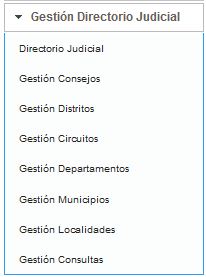 Gestión Directorio Judicial
Directorio Judicial
Gestión Consejos
Gestión Distritos
Gestión Circuitos
Gestión Departamentos
Gestión Municipios
Gestión Localidades
Gestión Consultas